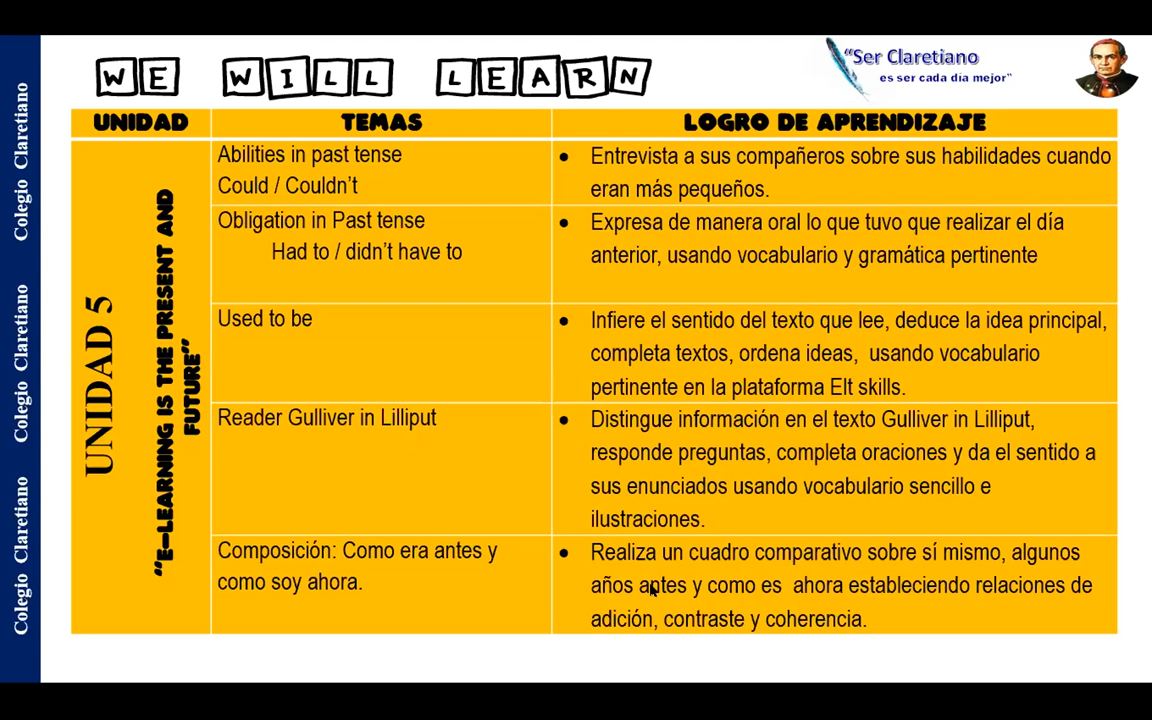 WE WILL LEARN
"Ser Claretiano
es ser cada día mejor"
Colegio Claretiano
Colegio Claretiano
Colegio Claretiano
UNIDAD
TEMAS
LOGRO DE APRENDIZAJE
UNIDAD 5
"E-LEARNING IS THE PRESENT AND
FUTURE"
Abilities in past tense
Could / Couldn't
• Entrevista a sus compañeros sobre sus habilidades cuando
eran más pequeños.
Obligation in Past tense
Had to / didn't have to
• Expresa de manera oral lo que tuvo que realizar el día
anterior, usando vocabulario y gramática pertinente
Used to be
• Infiere el sentido del texto que lee, deduce la idea principal,
completa textos, ordena ideas, usando vocabulario
pertinente en la plataforma Elt skills.
Reader Gulliver in Lilliput
• Distingue información en el texto Gulliver in Lilliput,
responde preguntas, completa oraciones y da el sentido a
sus enunciados usando vocabulario sencillo e
ilustraciones.
Composición: Como era antes y
como soy ahora.
• Realiza un cuadro comparativo sobre sí mismo, algunos
años antes y como es ahora estableciendo relaciones de
adición, contraste y coherencia.